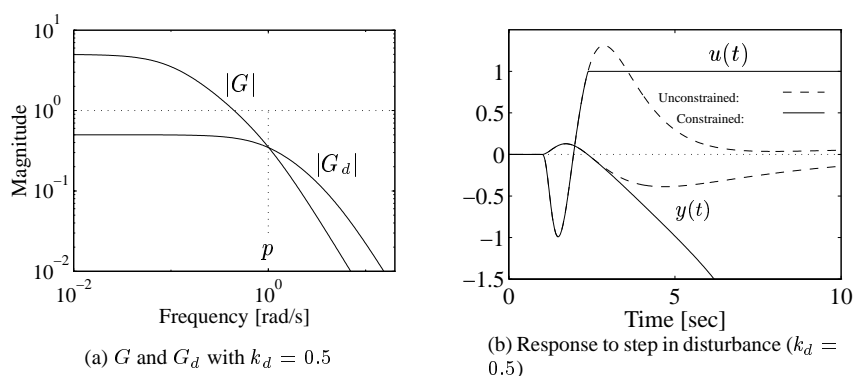 10^1
10^0
10^{-1}
10^{-2}
Magnitude
|G|
|G_d|
p
10^{-2}
10^0
Frequency [rad/s]
(a) G and G_d with k_d = 0.5
1
0.5
0
−0.5
−1
−1.5
u(t)
Unconstrained:
Constrained:
y(t)
0
5
10
Time [sec]
(b) Response to step in disturbance (k_d =
0.5)